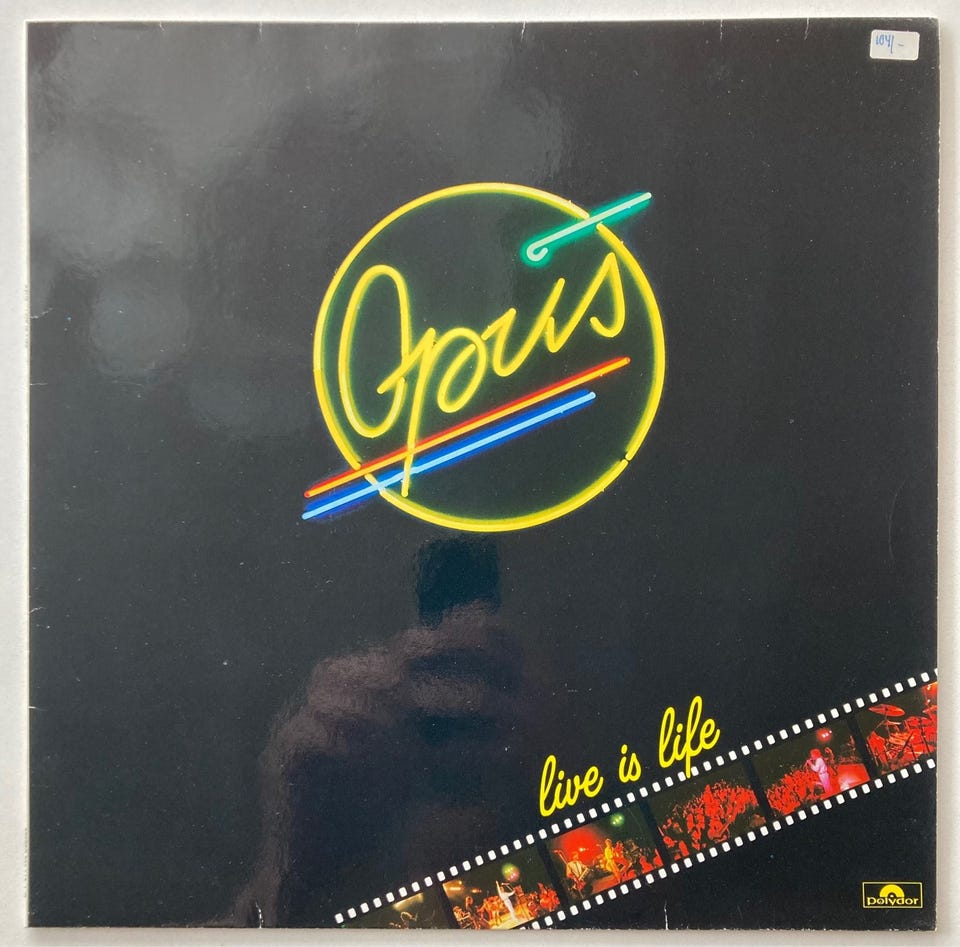 104/-
Opus
live is life
polydor